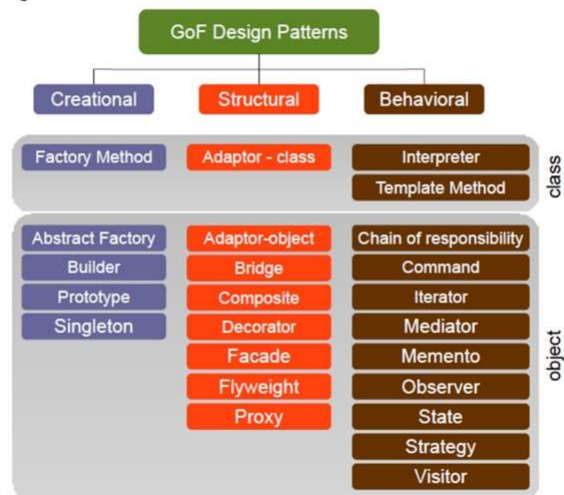 GoF Design Patterns
Creational Structural Behavioral
Factory Method Adaptor - class Interpreter
Template Method
class
Abstract Factory Adaptor-object Chain of responsibility
Builder Bridge Command
Prototype Composite Iterator
Singleton Decorator Mediator
Facade Memento
Flyweight Observer
Proxy State
Strategy
Visitor
object